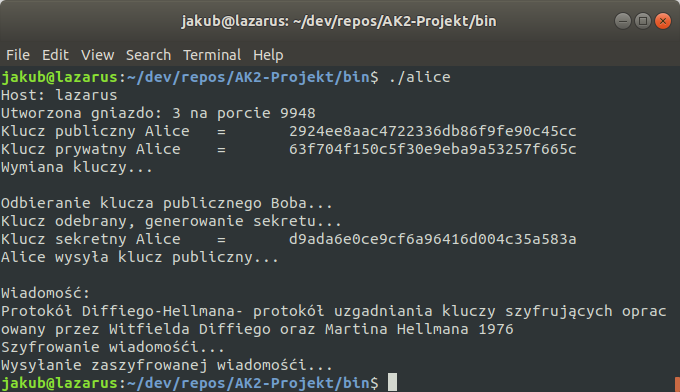 jakub@lazarus: ~/dev/repos/AK2-Projekt/bin
File Edit View Search Terminal Help
jakub@lazarus:~/dev/repos/AK2-Projekt/bin$ ./alice
Host: lazarus
Utworzona gniazdo: 3 na porcie 9948
Klucz publiczny Alice = 2924ee8aac4722336db86f9fe90c45cc
Klucz prywatny Alice = 63f704f150c5f30e9eba9a53257f665c
Wymiana kluczy...
Odbieranie klucza publicznego Boba...
Klucz odebrany, generowanie sekretu...
Klucz sekretny Alice = d9ada6e0ce9cf6a96416d004c35a583a
Alice wysyła klucz publiczny...
Wiadomość:
Protokół Diffiego-Hellmana- protokół uzgadniania kluczy szyfrujących oprac
owany przez Witfielda Diffiego oraz Martina Hellmana 1976
Szyfrowanie wiadomośći...
Wysyłanie zaszyfrowanej wiadomośći...
jakub@lazarus:~/dev/repos/AK2-Projekt/bin$